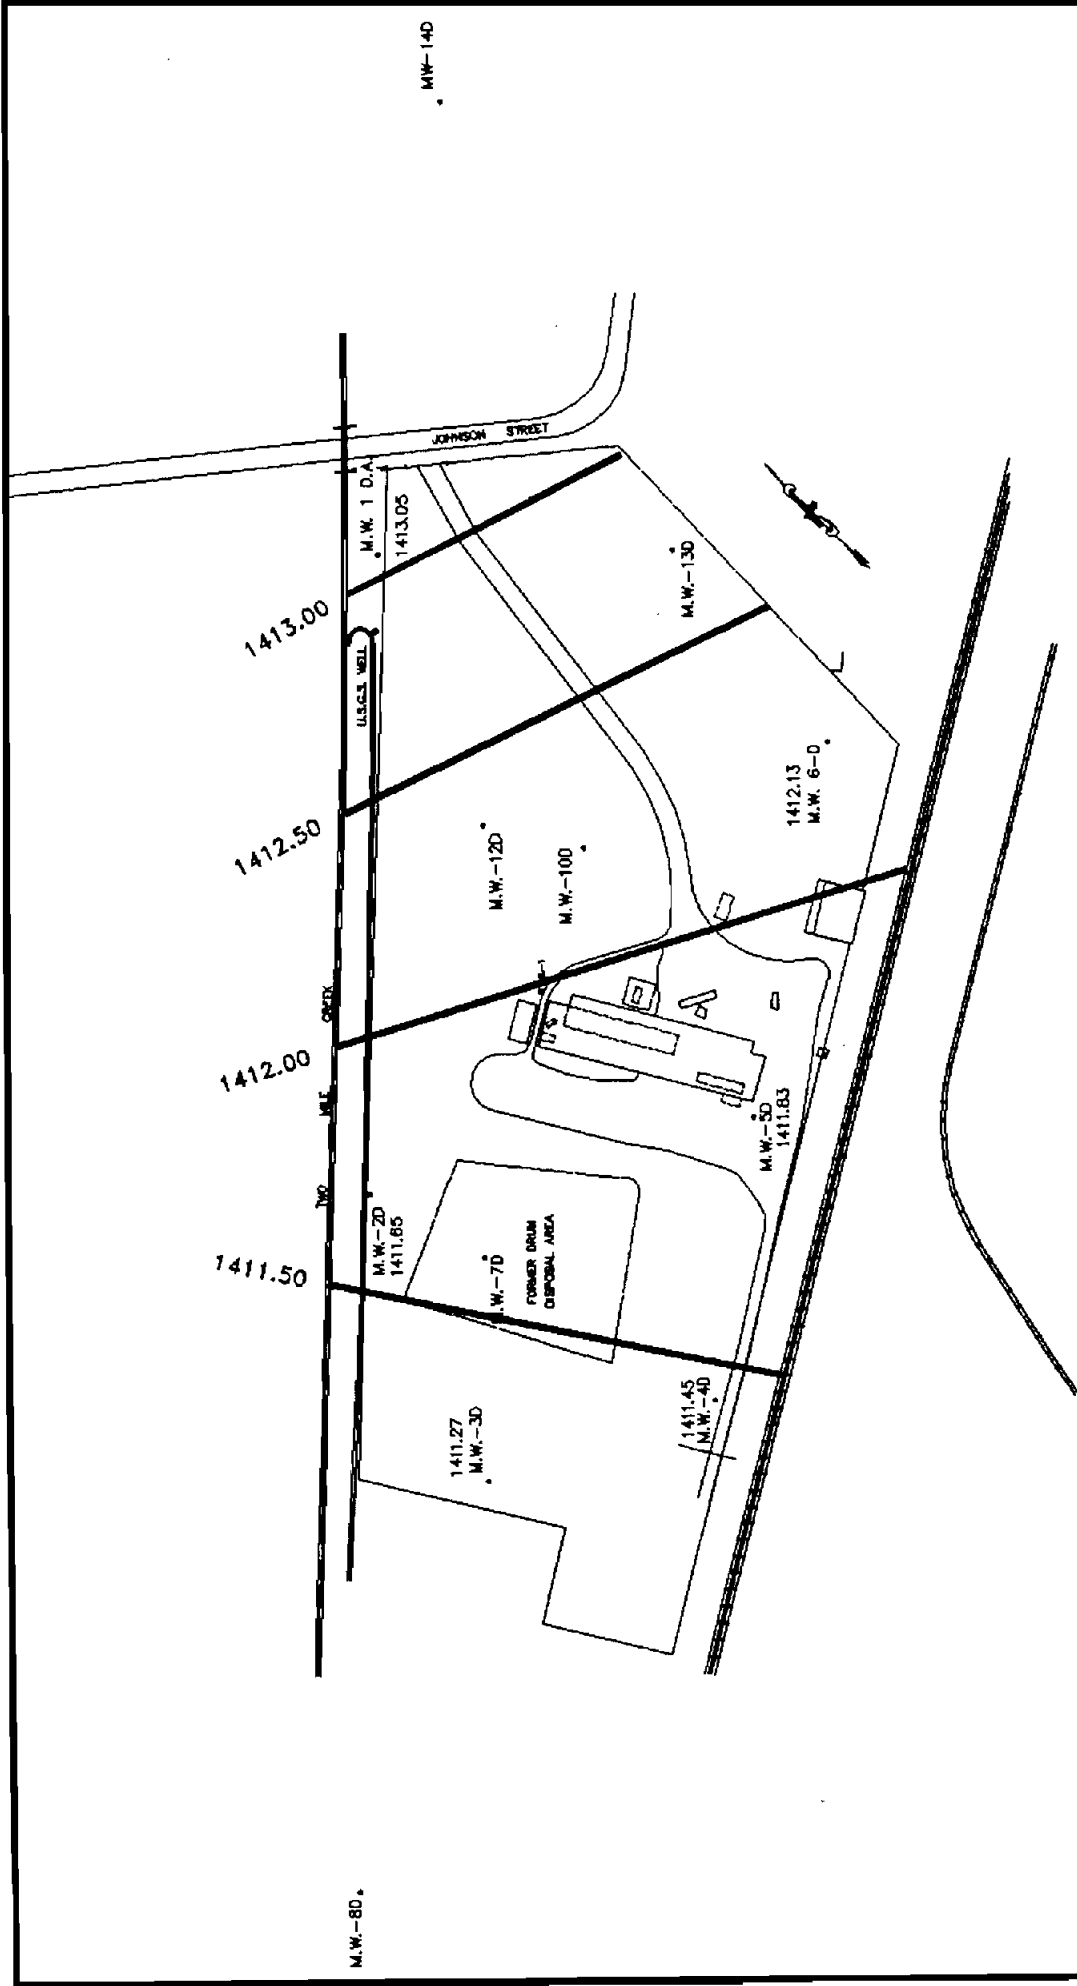 MW-14D
JOHNSON STREET
M.W. 1 D.A.
1413.05
1413.00
U.S.G.S. WELL
M.W.-13D
1412.50
1412.13
M.W. 6-D
M.W.-12D
M.W.-10D
TWO MILE CREEK
1412.00
M.W.-5D
1411.83
M.W.-2D
1411.65
1411.50
M.W.-7D
FORMER DRUM
DISPOSAL AREA
1411.45
M.W.-4D
1411.27
M.W.-3D
M.W.-8D